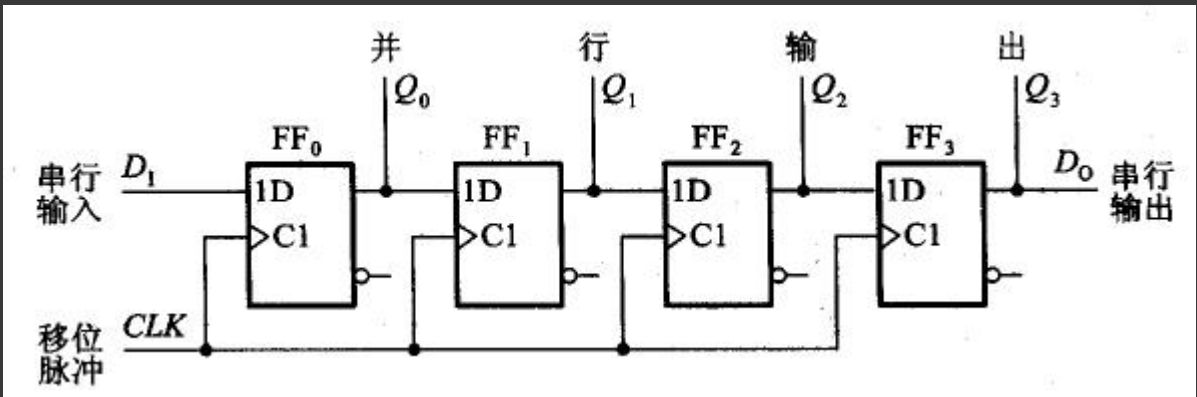 并 行 输 出
Q₀ Q₁ Q₂ Q₃
FF₀ FF₁ FF₂ FF₃
串行输入 D₁ 1D 1D 1D 1D D₀ 串行输出
C1 C1 C1 C1
移位脉冲 CLK